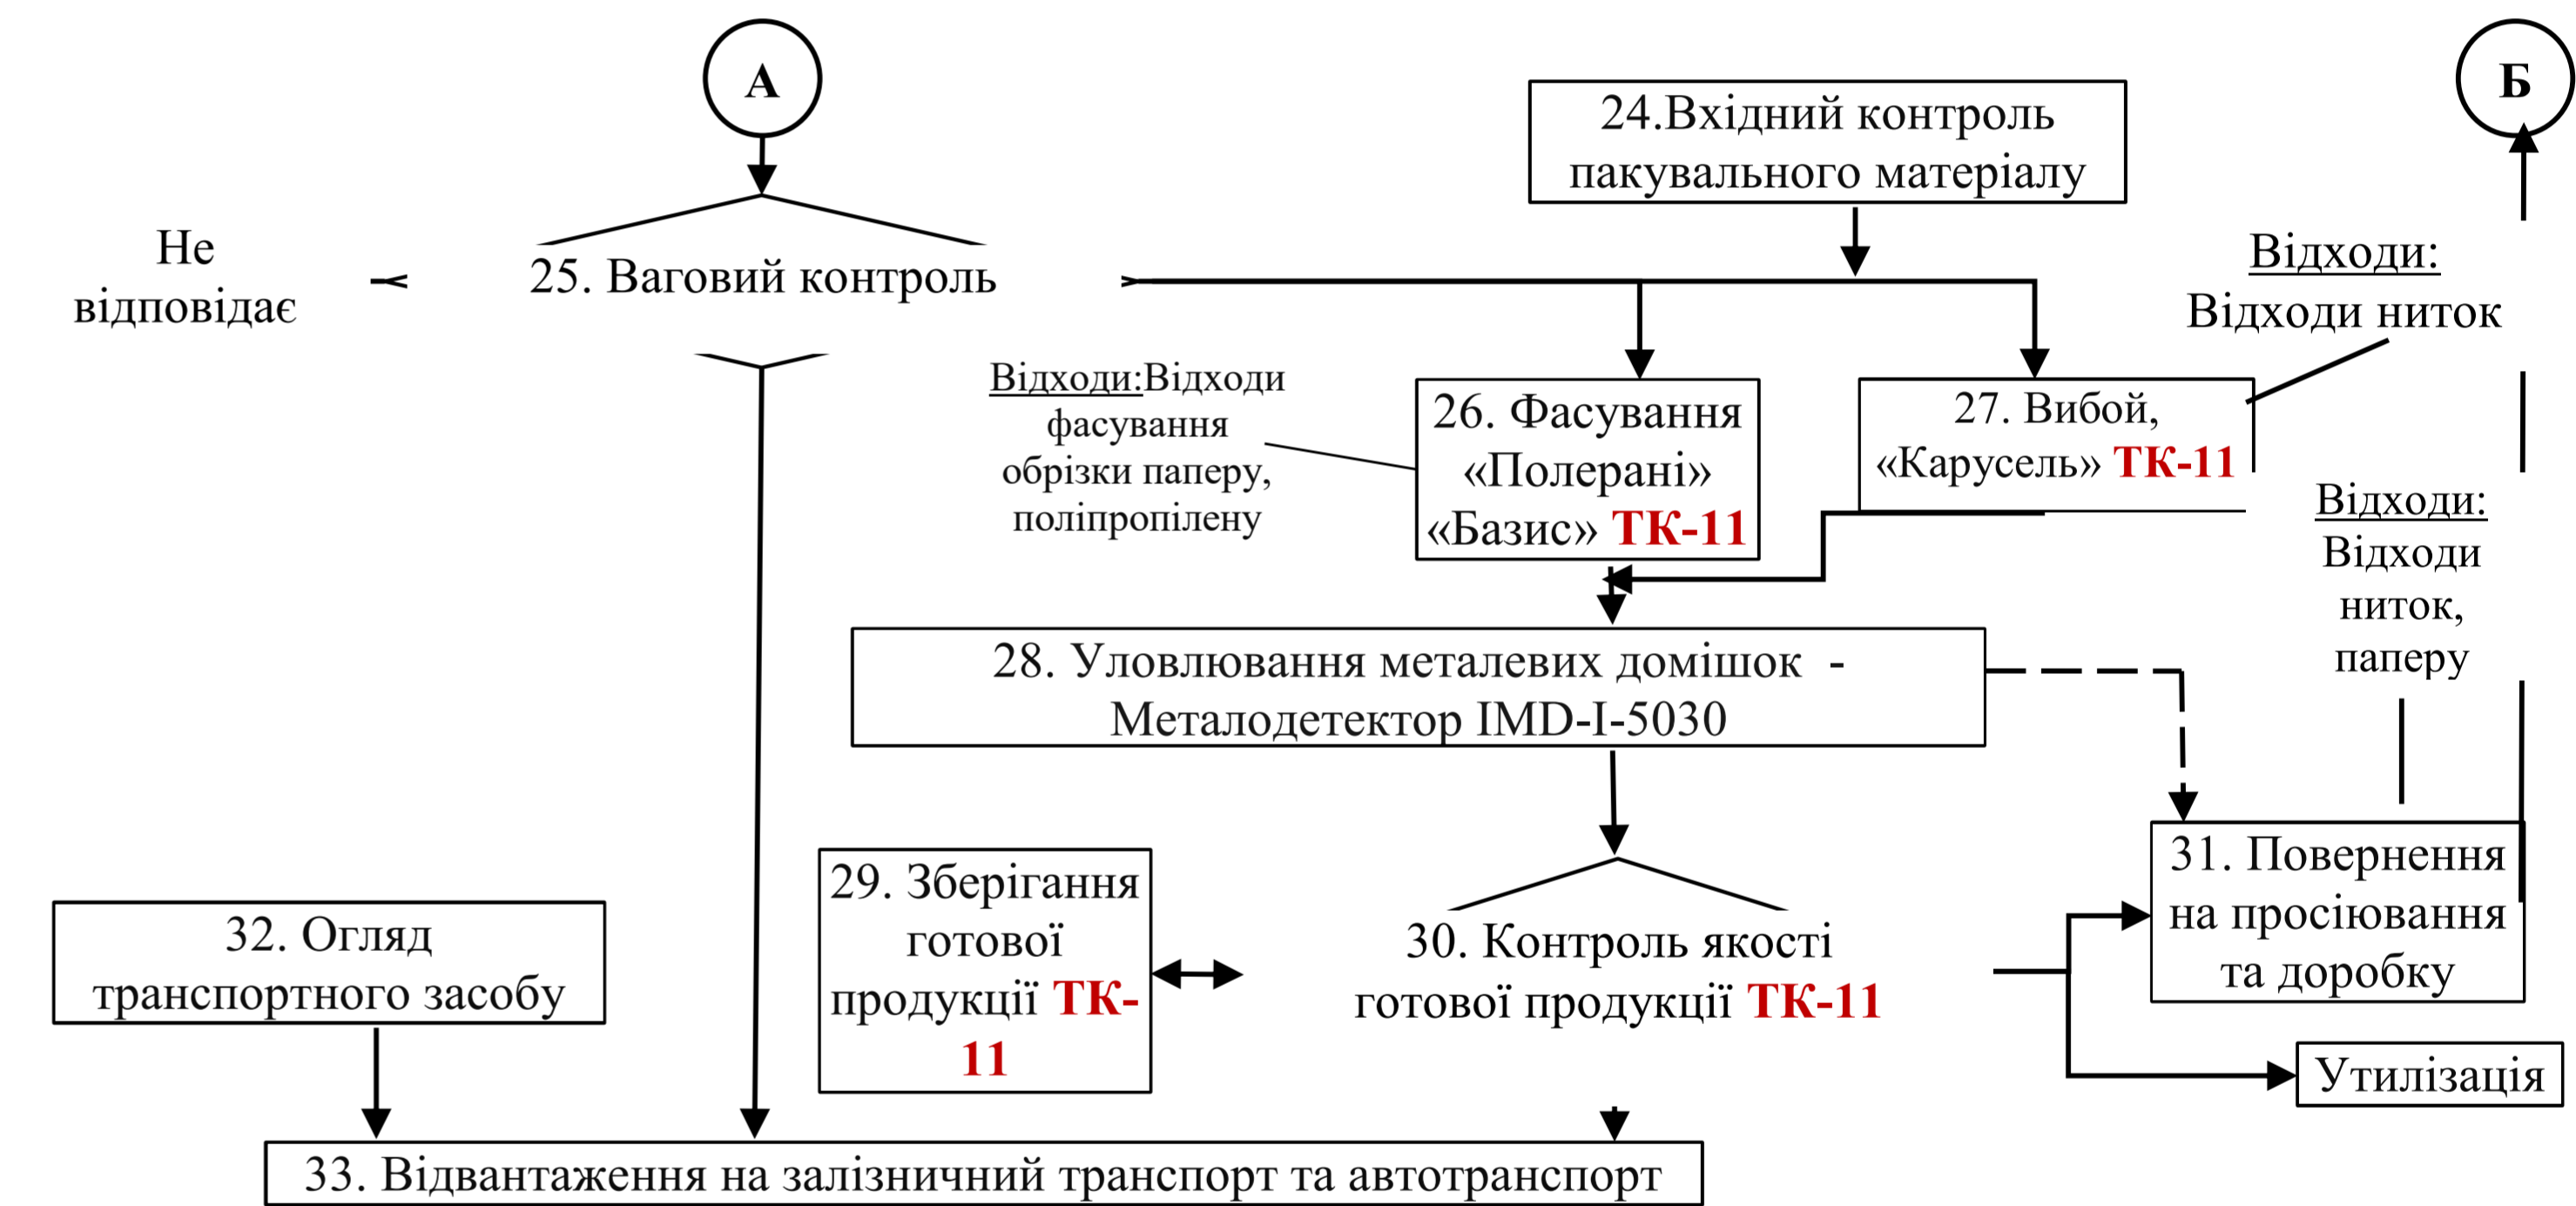 А
Б
24.Вхідний контроль
пакувального матеріалу
Не
відповідає
25. Ваговий контроль
Відходи:
Відходи ниток
Відходи:Відходи
фасування
обрізки паперу,
поліпропілену
26. Фасування
«Полерані»
«Базис» ТК-11
27. Вибой,
«Карусель» ТК-11
Відходи:
Відходи
ниток,
паперу
28. Уловлювання металевих домішок -
Металодетектор IMD-I-5030
29. Зберігання
готової
продукції ТК-
11
30. Контроль якості
готової продукції ТК-11
31. Повернення
на просіювання
та доробку
32. Огляд
транспортного засобу
Утилізація
33. Відвантаження на залізничний транспорт та автотранспорт